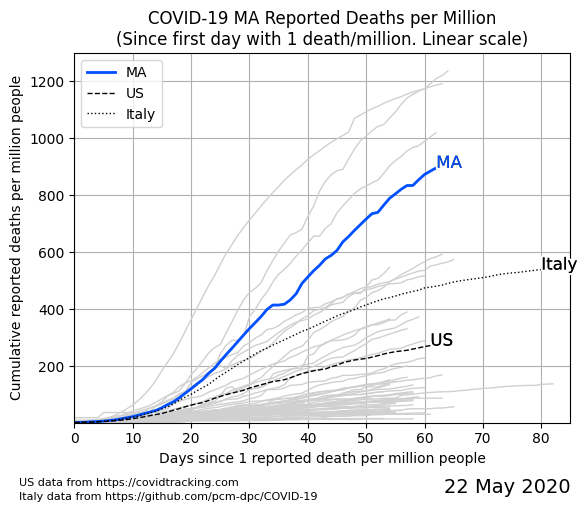 COVID-19 MA Reported Deaths per Million
(Since first day with 1 death/million. Linear scale)
Cumulative reported deaths per million people
1200
1000
800
600
400
200
MA
US
Italy
MA
Italy
US
0 10 20 30 40 50 60 70 80
Days since 1 reported death per million people
US data from https://covidtracking.com
Italy data from https://github.com/pcm-dpc/COVID-19
22 May 2020